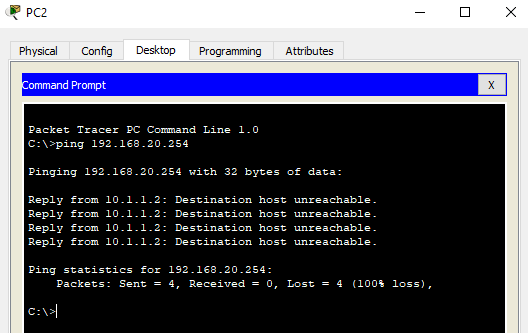 PC2
Physical Config Desktop Programming Attributes
Command Prompt
X
Packet Tracer PC Command Line 1.0
C:\>ping 192.168.20.254
Pinging 192.168.20.254 with 32 bytes of data:
Reply from 10.1.1.2: Destination host unreachable.
Reply from 10.1.1.2: Destination host unreachable.
Reply from 10.1.1.2: Destination host unreachable.
Reply from 10.1.1.2: Destination host unreachable.
Ping statistics for 192.168.20.254:
    Packets: Sent = 4, Received = 0, Lost = 4 (100% loss),
C:\>